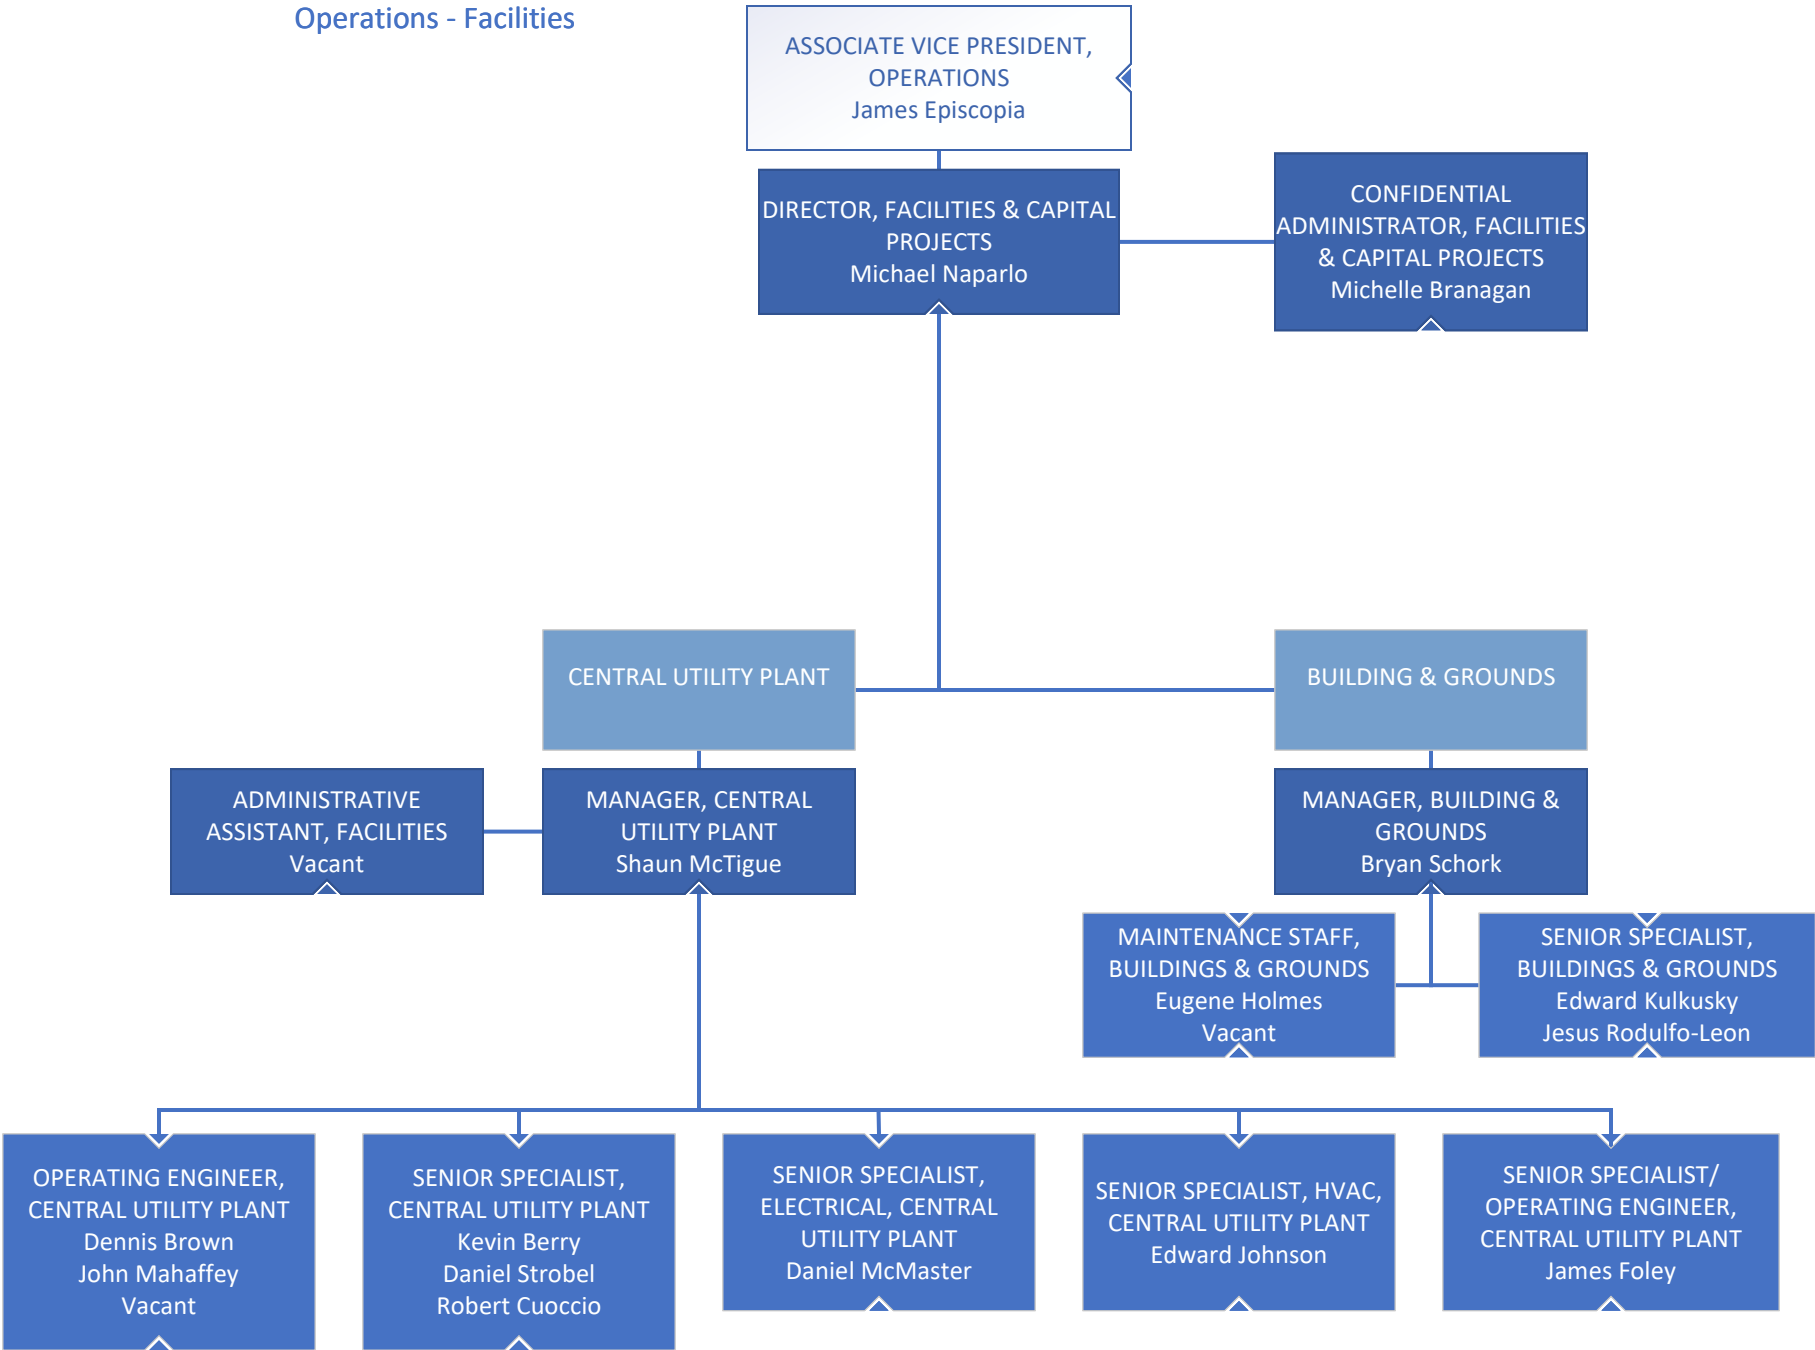 Operations - Facilities
ASSOCIATE VICE PRESIDENT,
OPERATIONS
James Episcopia
DIRECTOR, FACILITIES & CAPITAL
PROJECTS
Michael Naparlo
CONFIDENTIAL
ADMINISTRATOR, FACILITIES
& CAPITAL PROJECTS
Michelle Branagan
CENTRAL UTILITY PLANT
BUILDING & GROUNDS
ADMINISTRATIVE
ASSISTANT, FACILITIES
Vacant
MANAGER, CENTRAL
UTILITY PLANT
Shaun McTigue
MANAGER, BUILDING &
GROUNDS
Bryan Schork
MAINTENANCE STAFF,
BUILDINGS & GROUNDS
Eugene Holmes
Vacant
SENIOR SPECIALIST,
BUILDINGS & GROUNDS
Edward Kulkusky
Jesus Rodulfo-Leon
OPERATING ENGINEER,
CENTRAL UTILITY PLANT
Dennis Brown
John Mahaffey
Vacant
SENIOR SPECIALIST,
CENTRAL UTILITY PLANT
Kevin Berry
Daniel Strobel
Robert Cuoccio
SENIOR SPECIALIST,
ELECTRICAL, CENTRAL
UTILITY PLANT
Daniel McMaster
SENIOR SPECIALIST, HVAC,
CENTRAL UTILITY PLANT
Edward Johnson
SENIOR SPECIALIST/
OPERATING ENGINEER,
CENTRAL UTILITY PLANT
James Foley